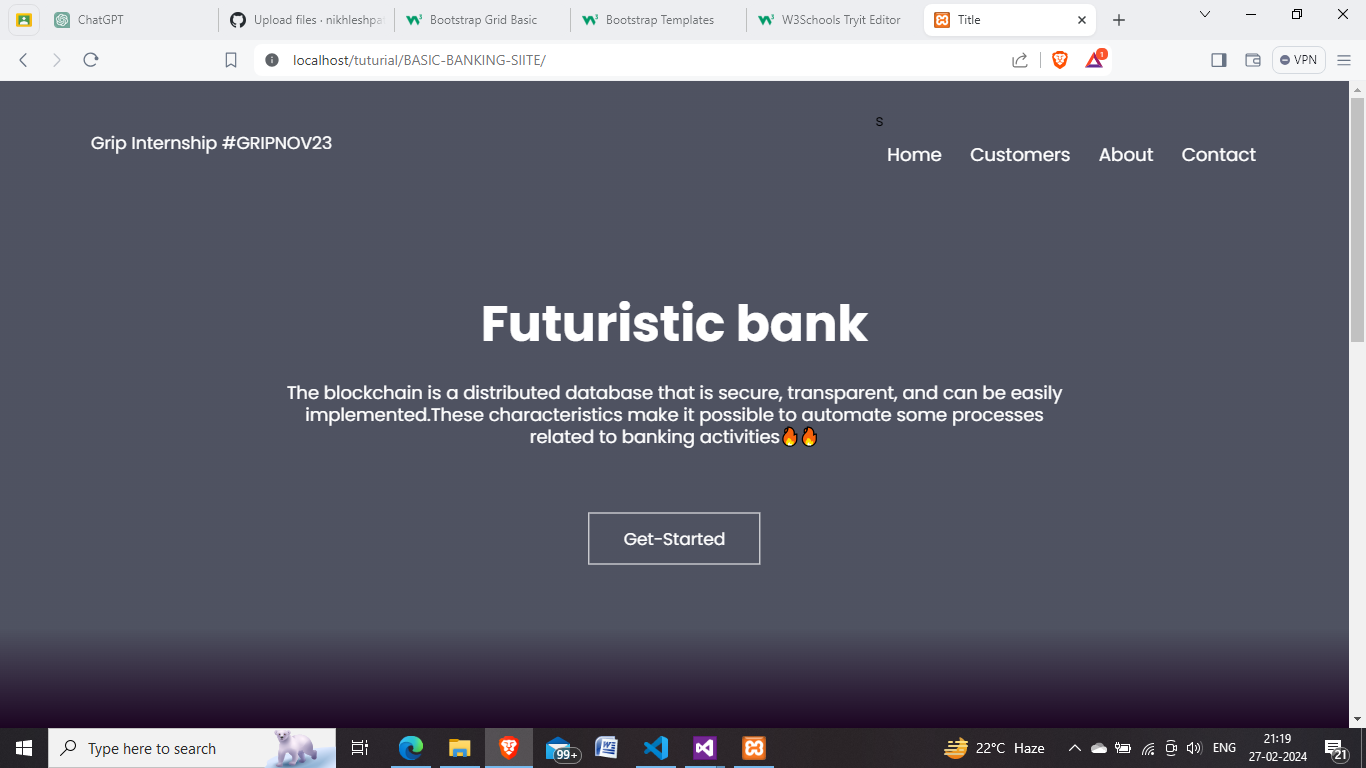 ChatGPT
Upload files · nikhleshpa
Bootstrap Grid Basic
Bootstrap Templates
W3Schools Tryit Editor
Title
localhost/tuturial/BASIC-BANKING-SIITE/
1
VPN
s
Grip Internship #GRIPNOV23
Home Customers About Contact
Futuristic bank
The blockchain is a distributed database that is secure, transparent, and can be easily
implemented.These characteristics make it possible to automate some processes
related to banking activities🔥🔥
Get-Started
Type here to search
99+
22°C Haze
ENG
21:19
27-02-2024
21